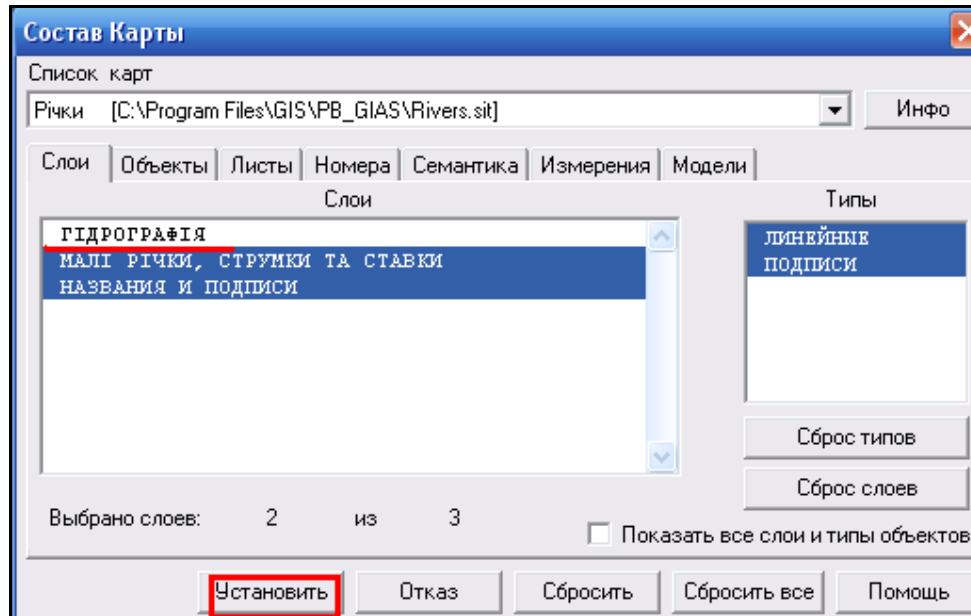 Состав Карты
Список карт
Річки [C:\Program Files\GIS\PB_GIAS\Rivers.sit]
Инфо
Слои Объекты Листы Номера Семантика Измерения Модели
Слои
Типы
ГІДРОГРАФІЯ
МАЛІ РІЧКИ, СТРУМКИ ТА СТАВКИ
НАЗВАНИЯ И ПОДПИСИ
ЛИНЕЙНЫЕ
ПОДПИСИ
Сброс типов
Сброс слоев
Выбрано слоев: 2 из 3
Показать все слои и типы объектов
Установить Отказ Сбросить Сбросить все Помощь